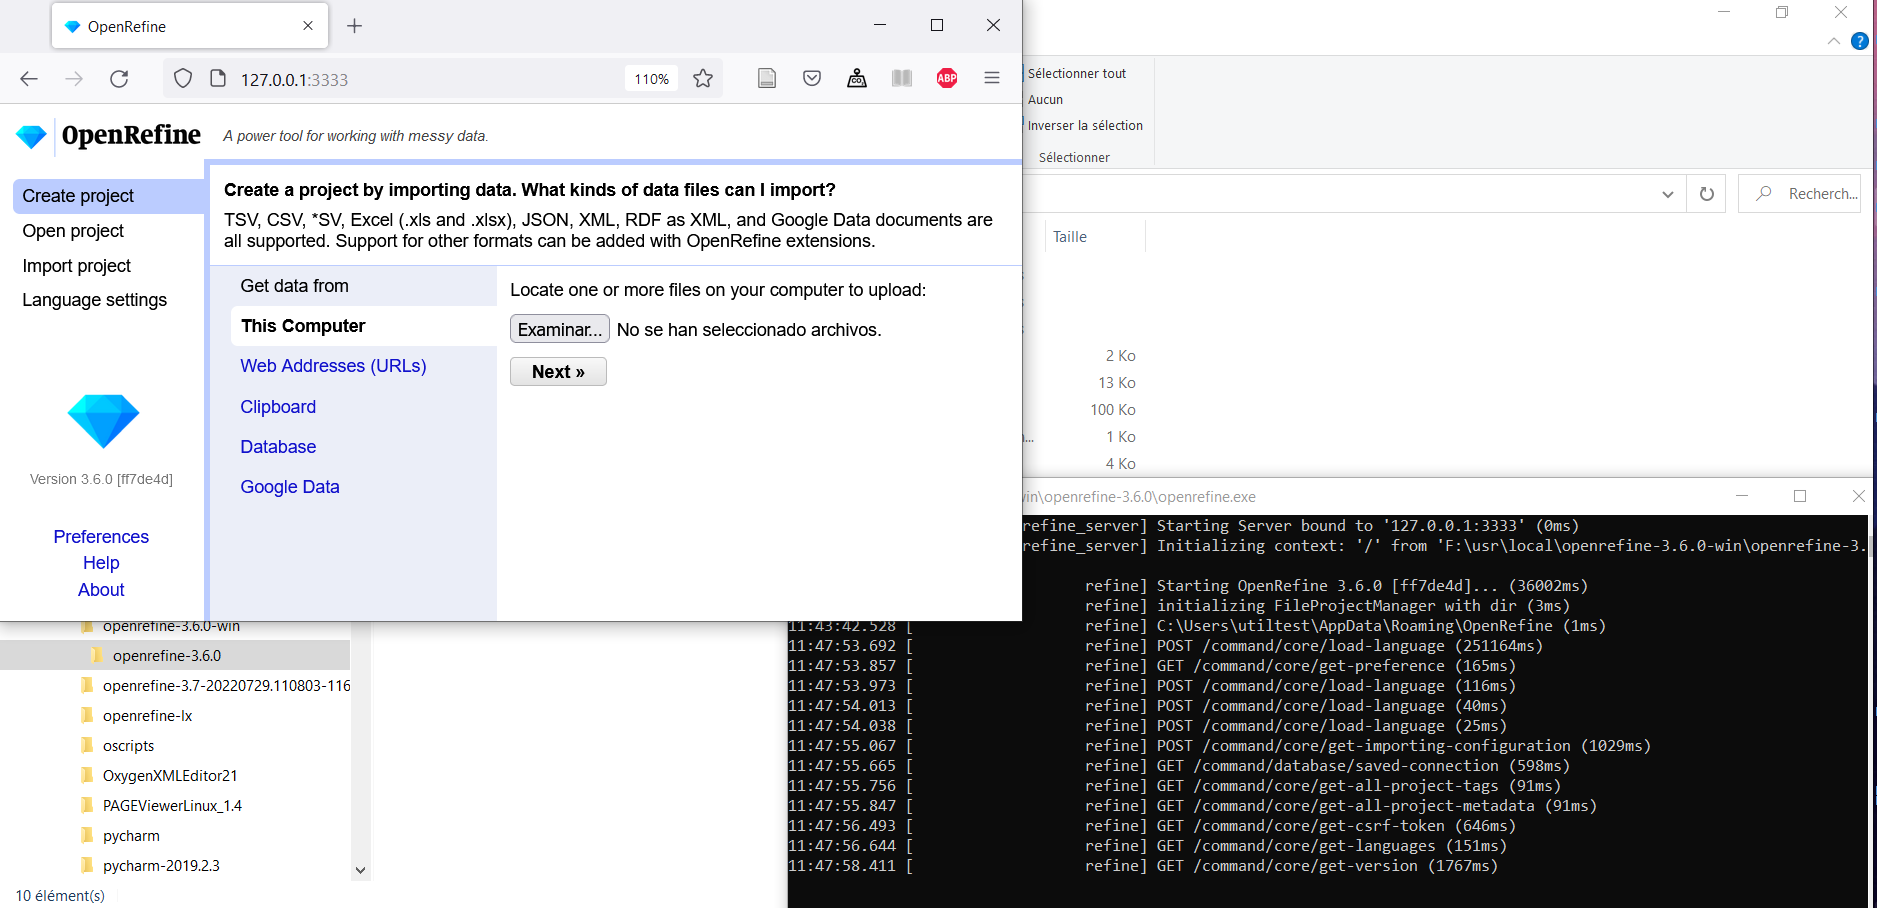 OpenRefine
127.0.0.1:3333
110%
CO
ABP
OpenRefine
A power tool for working with messy data.
Create project
Open project
Import project
Language settings
Version 3.6.0 [ff7de4d]
Preferences
Help
About
Create a project by importing data. What kinds of data files can I import?
TSV, CSV, *SV, Excel (.xls and .xlsx), JSON, XML, RDF as XML, and Google Data documents are
all supported. Support for other formats can be added with OpenRefine extensions.
Get data from
This Computer
Web Addresses (URLs)
Clipboard
Database
Google Data
Locate one or more files on your computer to upload:
Examinar... No se han seleccionado archivos.
Next »
?
Sélectionner tout
Aucun
Inverser la sélection
Sélectionner
Recherch...
Taille
2 Ko
13 Ko
100 Ko
1 Ko
4 Ko
openrefine-3.6.0-win
openrefine-3.6.0
openrefine-3.7-20220729.110803-116
openrefine-lx
oscripts
OxygenXMLEditor21
PAGEViewerLinux_1.4
pycharm
pycharm-2019.2.3
10 élément(s)
\openrefine-3.6.0\openrefine.exe
refine_server] Starting Server bound to '127.0.0.1:3333' (0ms)
refine_server] Initializing context: '/' from 'F:\usr\local\openrefine-3.6.0-win\openrefine-3.
refine] Starting OpenRefine 3.6.0 [ff7de4d]... (36002ms)
refine] initializing FileProjectManager with dir (3ms)
11:43:42.528 [ refine] C:\Users\utiltest\AppData\Roaming\OpenRefine (1ms)
11:47:53.692 [ refine] POST /command/core/load-language (251164ms)
11:47:53.857 [ refine] GET /command/core/get-preference (165ms)
11:47:53.973 [ refine] POST /command/core/load-language (116ms)
11:47:54.013 [ refine] POST /command/core/load-language (40ms)
11:47:54.038 [ refine] POST /command/core/load-language (25ms)
11:47:55.067 [ refine] POST /command/core/get-importing-configuration (1029ms)
11:47:55.665 [ refine] GET /command/database/saved-connection (598ms)
11:47:55.756 [ refine] GET /command/core/get-all-project-tags (91ms)
11:47:55.847 [ refine] GET /command/core/get-all-project-metadata (91ms)
11:47:56.493 [ refine] GET /command/core/get-csrf-token (646ms)
11:47:56.644 [ refine] GET /command/core/get-languages (151ms)
11:47:58.411 [ refine] GET /command/core/get-version (1767ms)